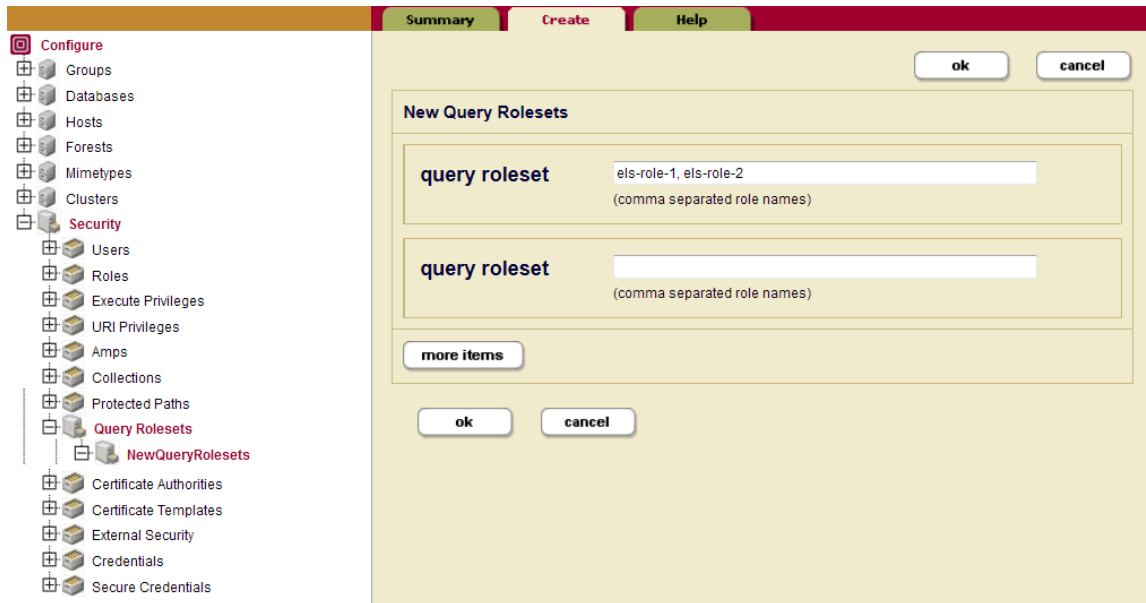 Summary
Create
Help
Configure
Groups
Databases
Hosts
Forests
Mimetypes
Clusters
Security
Users
Roles
Execute Privileges
URI Privileges
Amps
Collections
Protected Paths
Query Rolesets
NewQueryRolesets
Certificate Authorities
Certificate Templates
External Security
Credentials
Secure Credentials
ok
cancel
New Query Rolesets
query roleset
els-role-1, els-role-2
(comma separated role names)
query roleset
(comma separated role names)
more items
ok
cancel